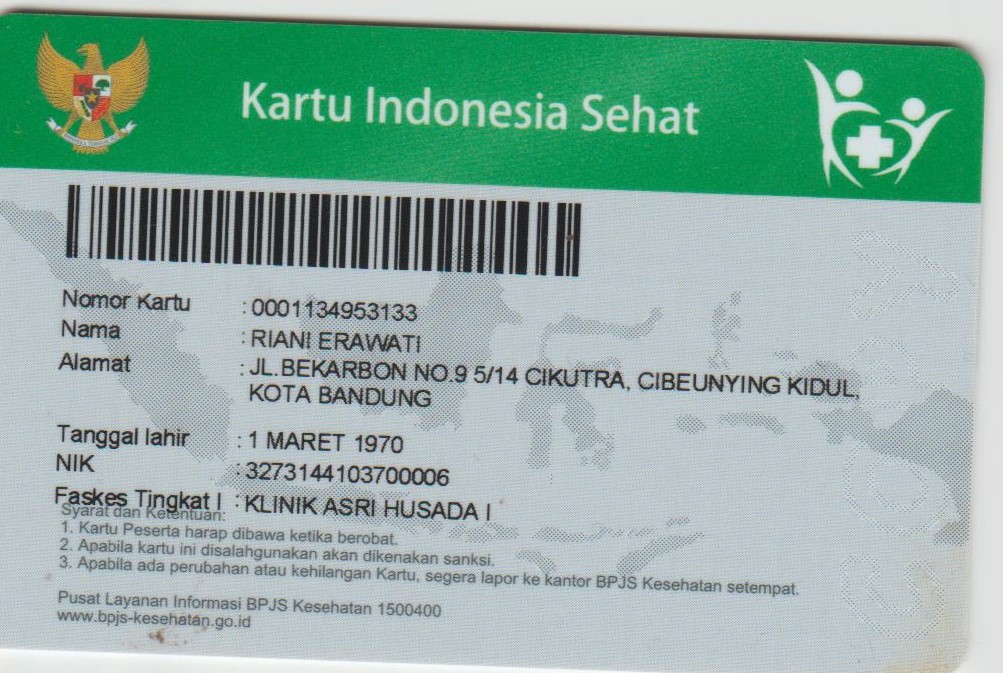 Kartu Indonesia Sehat
Nomor Kartu : 0001134953133
Nama : RIANI ERAWATI
Alamat : JL.BEKARBON NO.9 5/14 CIKUTRA, CIBEUNYING KIDUL,
KOTA BANDUNG
Tanggal lahir : 1 MARET 1970
NIK : 3273144103700006
Faskes Tingkat I : KLINIK ASRI HUSADA I
Syarat dan Ketentuan:
1. Kartu Peserta harap dibawa ketika berobat.
2. Apabila kartu ini disalahgunakan akan dikenakan sanksi.
3. Apabila ada perubahan atau kehilangan Kartu, segera lapor ke kantor BPJS Kesehatan setempat.
Pusat Layanan Informasi BPJS Kesehatan 1500400
www.bpjs-kesehatan.go.id